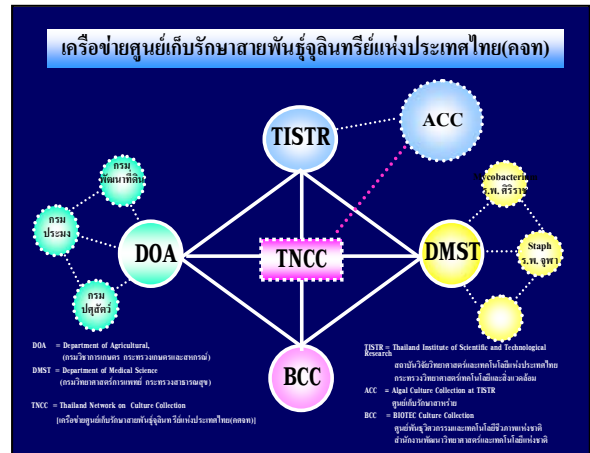 เครือข่ายศูนย์เก็บรักษาสายพันธุ์จุลินทรีย์แห่งประเทศไทย(คจท)
TISTR
ACC
กรม
พัฒนาที่ดิน
Mycobacterium
ร.พ. ศิริราช
กรม
ประมง
DOA
TNCC
DMST
Staph
ร.พ. จุฬา
กรม
ปศุสัตว์
BCC
DOA = Department of Agricultural,
(กรมวิชาการเกษตร กระทรวงเกษตรและสหกรณ์)
DMST = Department of Medical Science
(กรมวิทยาศาสตร์การแพทย์ กระทรวงสาธารณสุข)
TNCC = Thailand Network on Culture Collection
[เครือข่ายศูนย์เก็บรักษาสายพันธุ์จุลินทรีย์แห่งประเทศไทย(คศจท)]
TISTR = Thailand Institute of Scientific and Technological
Research
สถาบันวิจัยวิทยาศาสตร์และเทคโนโลยีแห่งประเทศไทย
กระทรวงวิทยาศาสตร์เทคโนโลยีและสิ่งแวดล้อม
ACC = Algal Culture Collection at TISTR
ศูนย์เก็บรักษาสาหร่าย
BCC = BIOTEC Culture Collection
ศูนย์พันธุวิศวกรรมและเทคโนโลยีชีวภาพแห่งชาติ
สำนักงานพัฒนาวิทยาศาสตร์และเทคโนโลยีแห่งชาติ